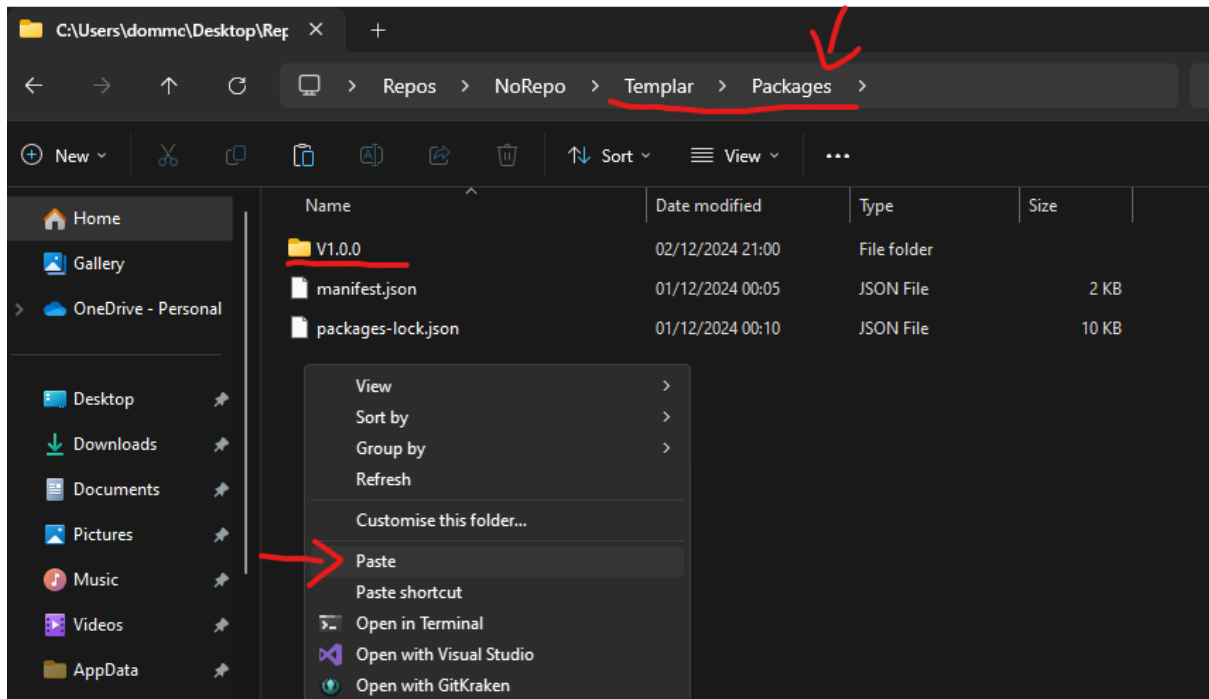 C:\Users\dommc\Desktop\Rep
Repos > NoRepo > Templar > Packages >
New Sort View ...
Name Date modified Type Size
Home
Gallery
OneDrive - Personal
Desktop
Downloads
Documents
Pictures
Music
Videos
AppData
V1.0.0 02/12/2024 21:00 File folder
manifest.json 01/12/2024 00:05 JSON File 2 KB
packages-lock.json 01/12/2024 00:10 JSON File 10 KB
View
Sort by
Group by
Refresh
Customise this folder...
Paste
Paste shortcut
Open in Terminal
Open with Visual Studio
Open with GitKraken